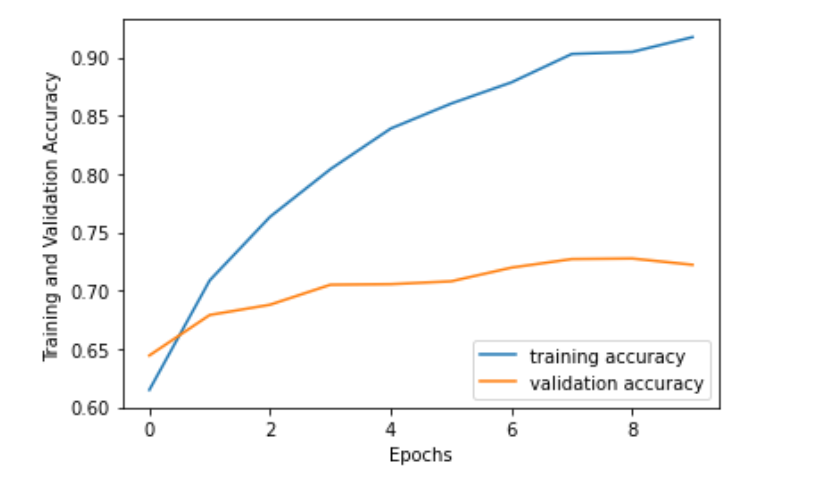 Training and Validation Accuracy
0.90
0.85
0.80
0.75
0.70
0.65
0.60
training accuracy
validation accuracy
0 2 4 6 8
Epochs